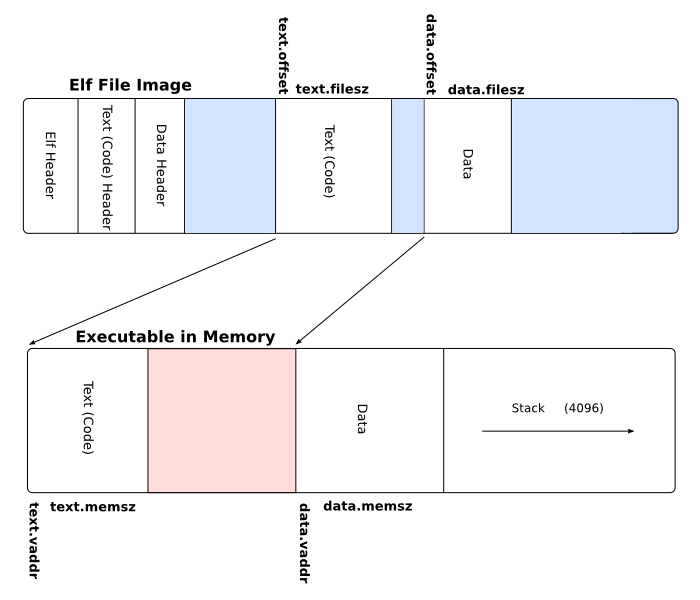 text.offset
data.offset
Elf File Image
text.filesz
data.filesz
Elf Header
Text (Code) Header
Data Header
Text (Code)
Data
Executable in Memory
Text (Code)
Data
Stack (4096)
text.vaddr
text.memsz
data.vaddr
data.memsz